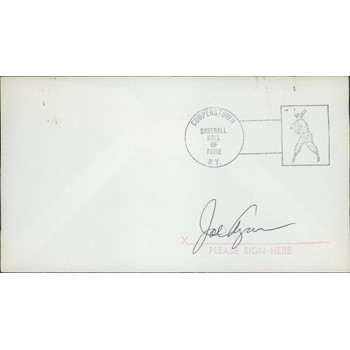 COOPERSTOWN
BASEBALL
HALL
OF
FAME
N.Y.
X
PLEASE SIGN HERE